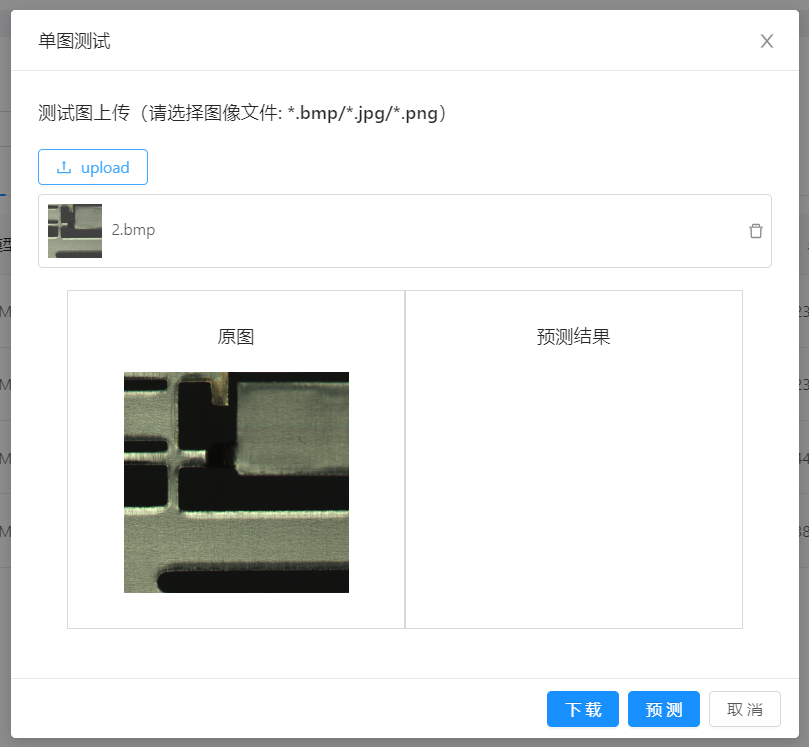 单图测试
测试图上传（请选择图像文件: *.bmp/*.jpg/*.png）
upload
2.bmp
原图
预测结果
下载
预测
取消